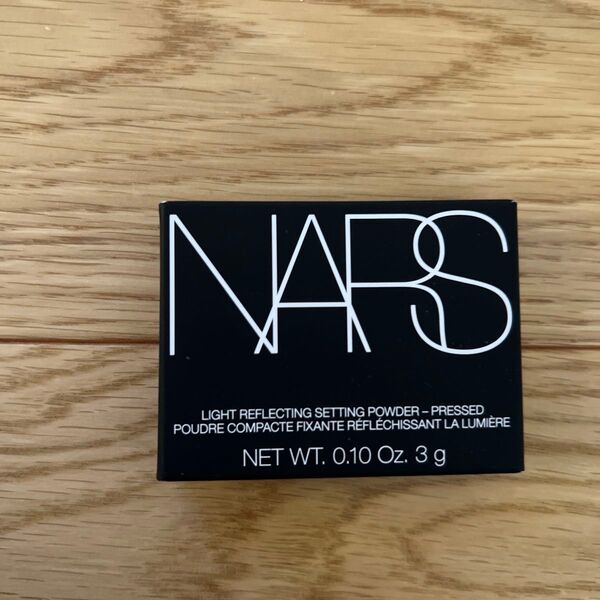 NARS
LIGHT REFLECTING SETTING POWDER – PRESSED
POUDRE COMPACTE FIXANTE RÉFLÉCHISSANT LA LUMIÈRE
NET WT. 0.10 Oz. 3 g